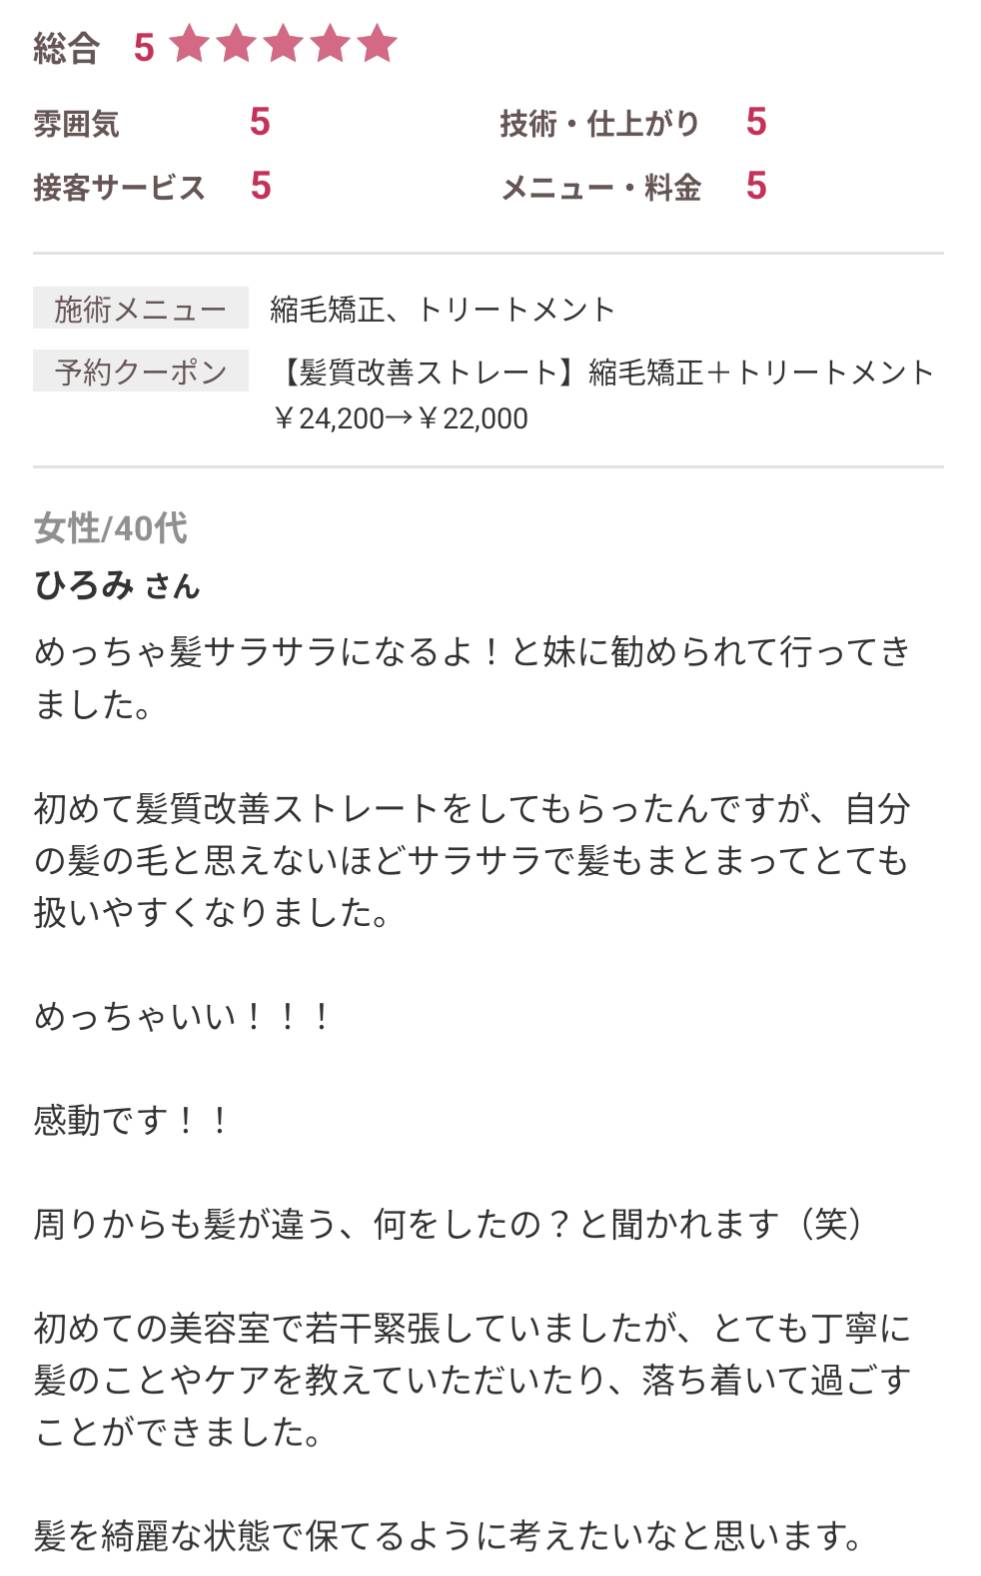 総合 5 ★★★★★
雰囲気 5 技術・仕上がり 5
接客サービス 5 メニュー・料金 5
施術メニュー 縮毛矯正、トリートメント
予約クーポン 【髪質改善ストレート】縮毛矯正＋トリートメント
￥24,200→￥22,000
女性/40代
ひろみ さん
めっちゃ髪サラサラになるよ！と妹に勧められて行ってき
ました。
初めて髪質改善ストレートをしてもらったんですが、自分
の髪の毛と思えないほどサラサラで髪もまとまってとても
扱いやすくなりました。
めっちゃいい！！！
感動です！！
周りからも髪が違う、何をしたの？と聞かれます（笑）
初めての美容室で若干緊張していましたが、とても丁寧に
髪のことやケアを教えていただいたり、落ち着いて過ごす
ことができました。
髪を綺麗な状態で保てるように考えたいなと思います。